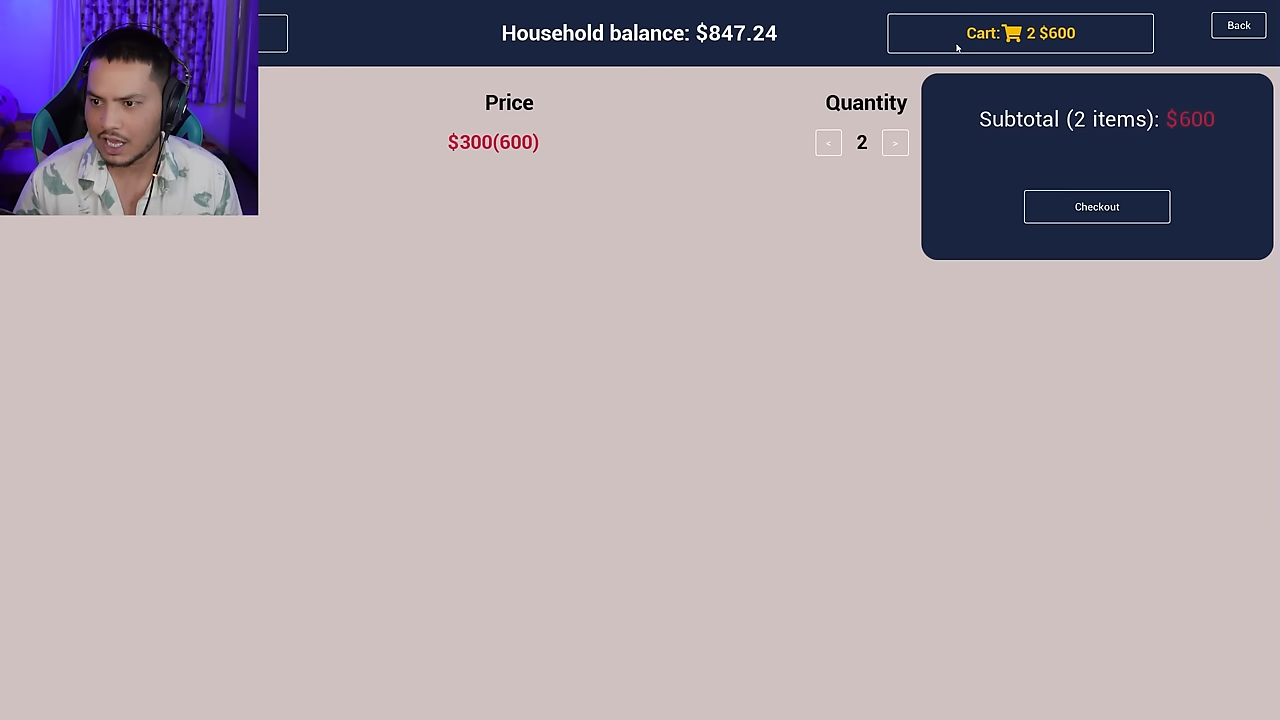 Household balance: $847.24
Cart: 2 $600
Back
Price
Quantity
$300(600)
< 2 >
Subtotal (2 items): $600
Checkout